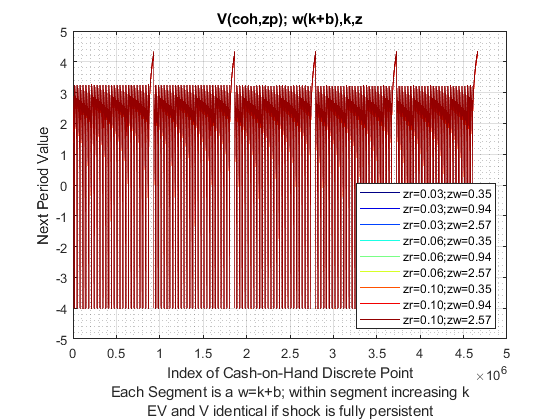 V(coh,zp); w(k+b),k,z
5
4
3
2
1
0
-1
-2
-3
-4
-5
Next Period Value
zr=0.03;zw=0.35
zr=0.03;zw=0.94
zr=0.03;zw=2.57
zr=0.06;zw=0.35
zr=0.06;zw=0.94
zr=0.06;zw=2.57
zr=0.10;zw=0.35
zr=0.10;zw=0.94
zr=0.10;zw=2.57
0 0.5 1 1.5 2 2.5 3 3.5 4 4.5 5
×10⁶
Index of Cash-on-Hand Discrete Point
Each Segment is a w=k+b; within segment increasing k
EV and V identical if shock is fully persistent